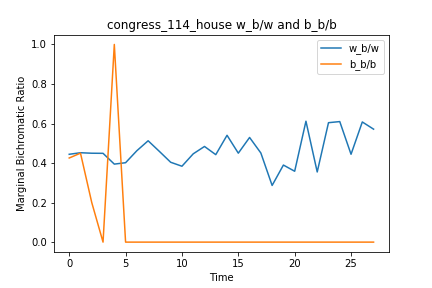 congress_114_house w_b/w and b_b/b
w_b/w
b_b/b
Marginal Bichromatic Ratio
1.0
0.8
0.6
0.4
0.2
0.0
0 5 10 15 20 25
Time